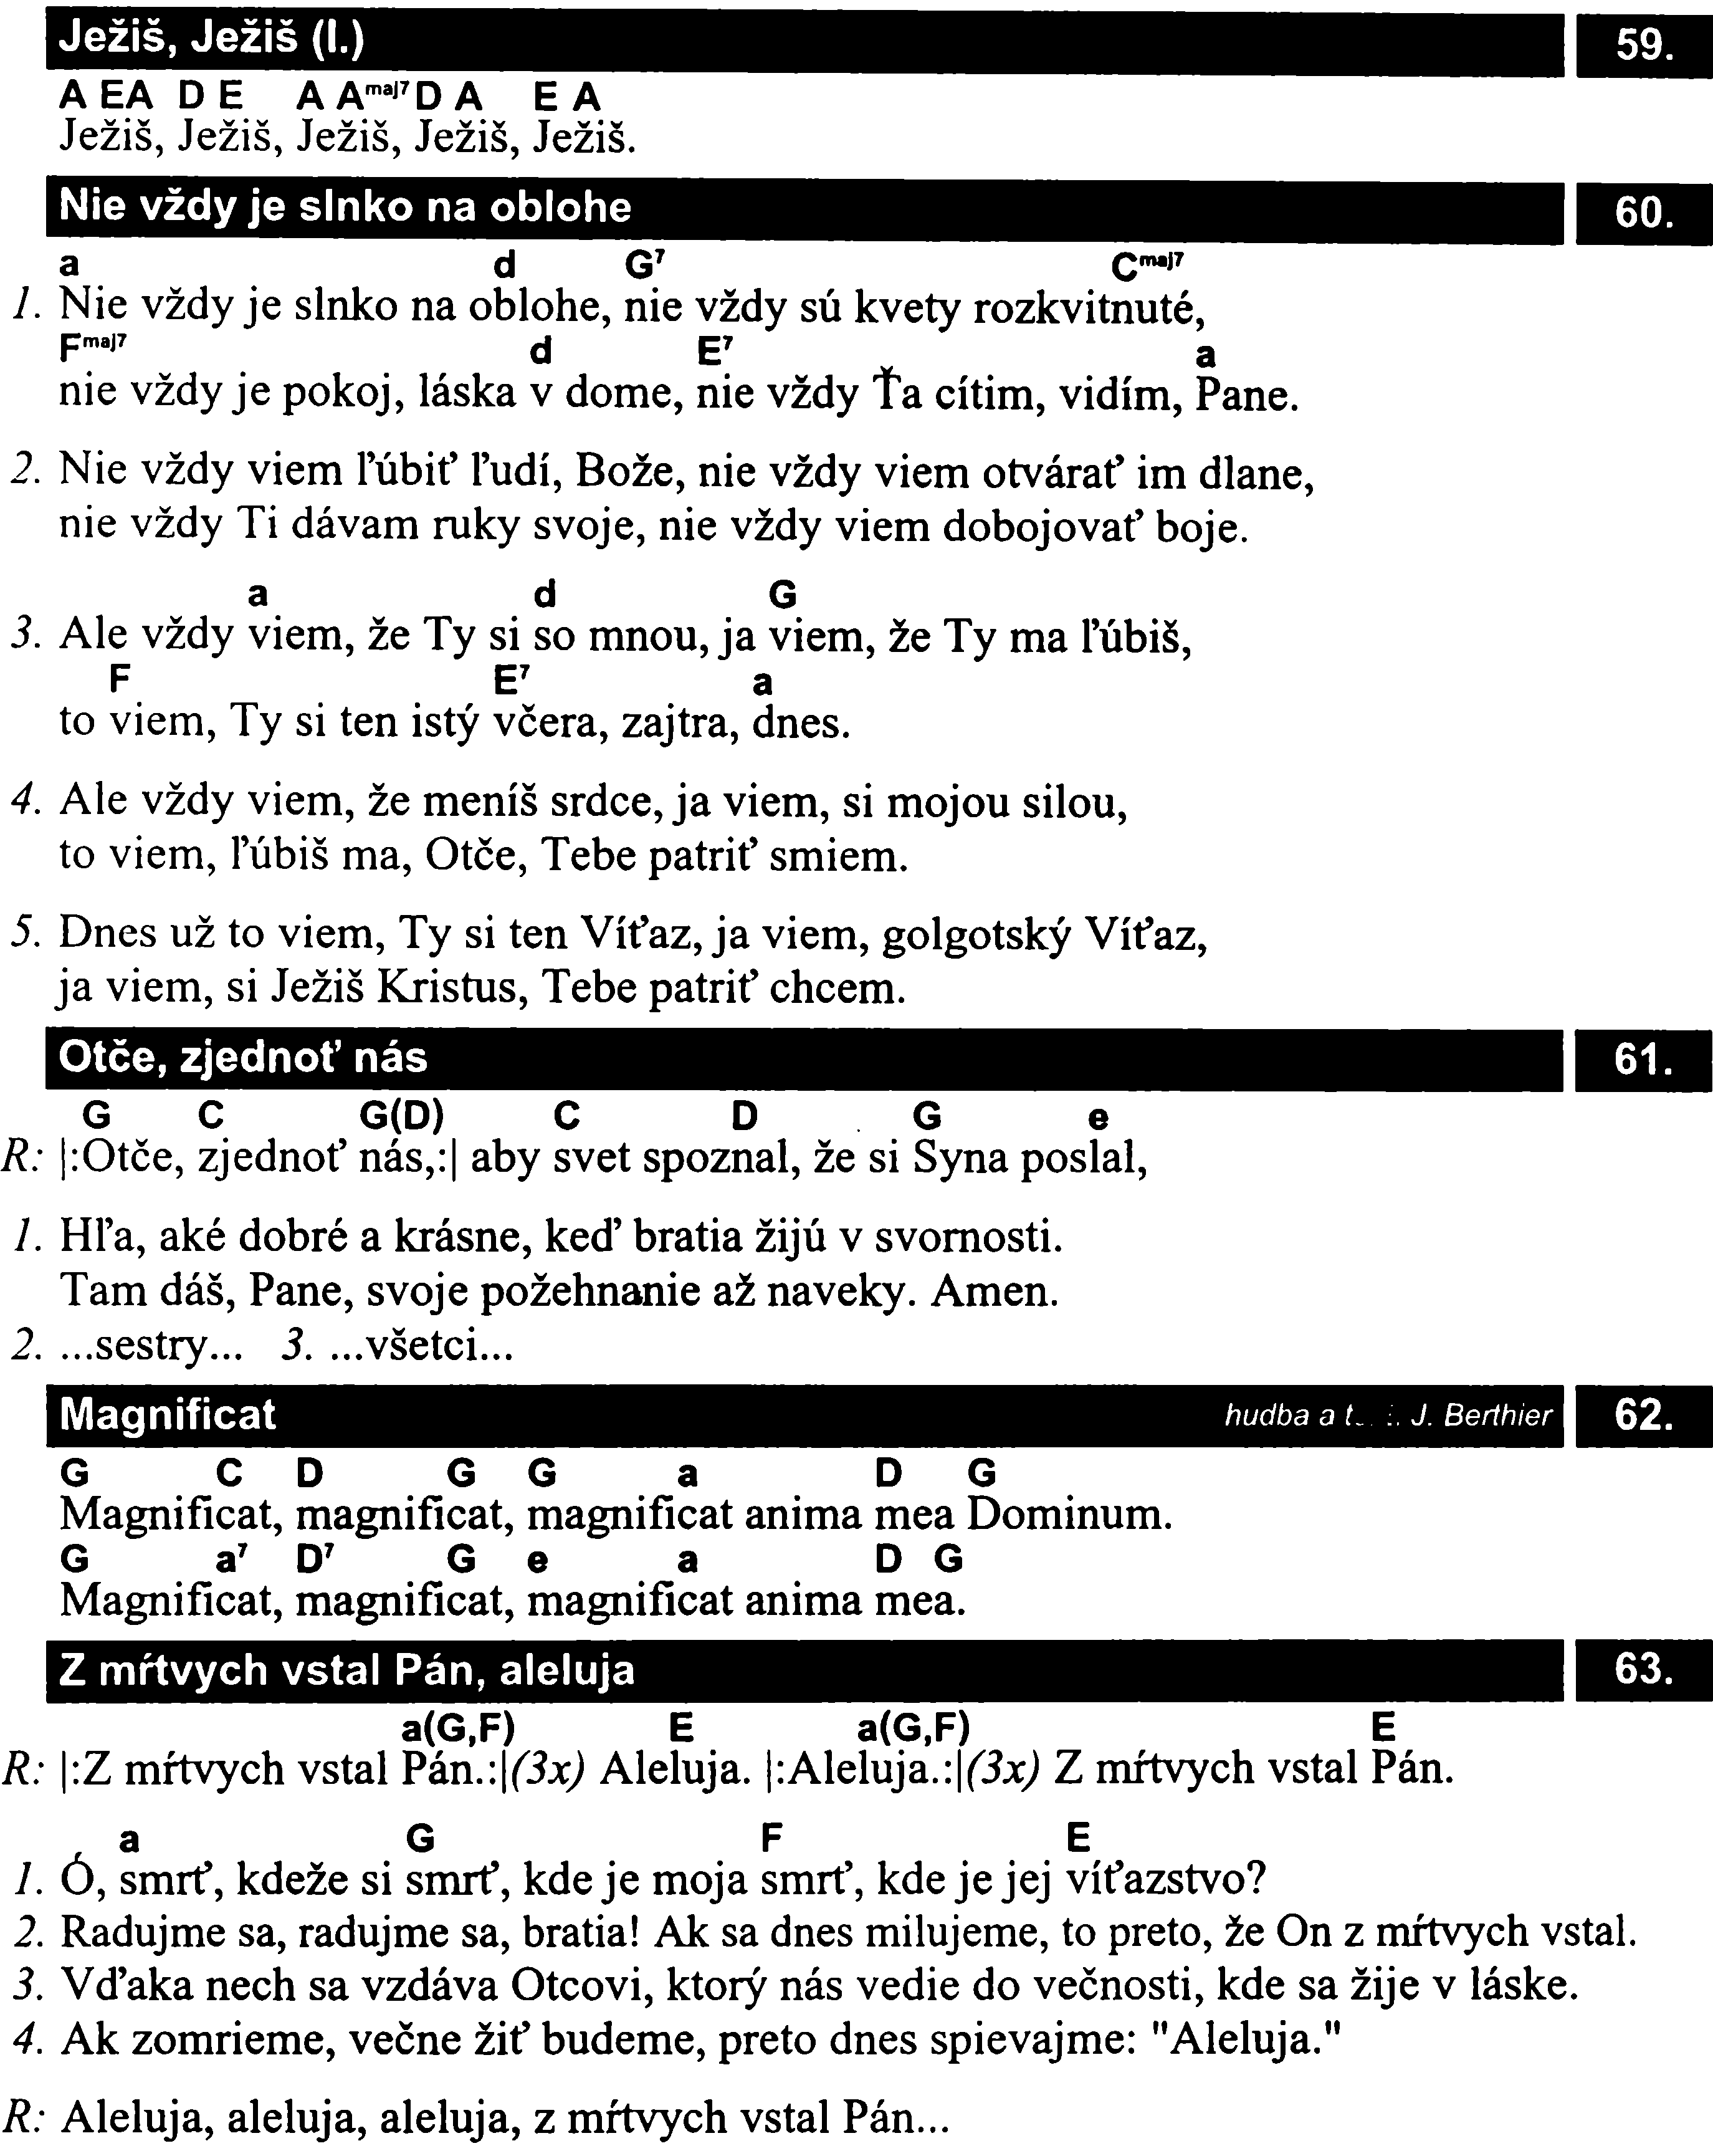 Ježiš, Ježiš (I.) 59.
A EA D E A Amaj7 D A E A
Ježiš, Ježiš, Ježiš, Ježiš, Ježiš.
Nie vždy je slnko na oblohe 60.
a d G7 Cmaj7
1. Nie vždy je slnko na oblohe, nie vždy sú kvety rozkvitnuté,
Fmaj7 d E7 a
nie vždy je pokoj, láska v dome, nie vždy Ťa cítim, vidím, Pane.
2. Nie vždy viem ľúbiť ľudí, Bože, nie vždy viem otvárať im dlane,
nie vždy Ti dávam ruky svoje, nie vždy viem dobojovať boje.
a d G
3. Ale vždy viem, že Ty si so mnou, ja viem, že Ty ma ľúbiš,
F E7 a
to viem, Ty si ten istý včera, zajtra, dnes.
4. Ale vždy viem, že meníš srdce, ja viem, si mojou silou,
to viem, ľúbiš ma, Otče, Tebe patriť smiem.
5. Dnes už to viem, Ty si ten Víťaz, ja viem, golgotský Víťaz,
ja viem, si Ježiš Kristus, Tebe patriť chcem.
Otče, zjednoť nás 61.
G C G(D) C D G e
R: |:Otče, zjednoť nás,:| aby svet spoznal, že si Syna poslal,
1. Hľa, aké dobré a krásne, keď bratia žijú v svornosti.
Tam dáš, Pane, svoje požehnanie až naveky. Amen.
2. ...sestry... 3. ...všetci...
Magnificat hudba a J. Berthier 62.
G C D G G a D G
Magnificat, magnificat, magnificat anima mea Dominum.
G a7 D7 G e a D G
Magnificat, magnificat, magnificat anima mea.
Z mŕtvych vstal Pán, aleluja 63.
a(G,F) E a(G,F) E
R: |:Z mŕtvych vstal Pán.:|(3x) Aleluja. |:Aleluja.:|(3x) Z mŕtvych vstal Pán.
a G F E
1. Ó, smrť, kdeže si smrť, kde je moja smrť, kde je jej víťazstvo?
2. Radujme sa, radujme sa, bratia! Ak sa dnes milujeme, to preto, že On z mŕtvych vstal.
3. Vďaka nech sa vzdáva Otcovi, ktorý nás vedie do večnosti, kde sa žije v láske.
4. Ak zomrieme, večne žiť budeme, preto dnes spievajme: "Aleluja."
R: Aleluja, aleluja, aleluja, z mŕtvych vstal Pán...